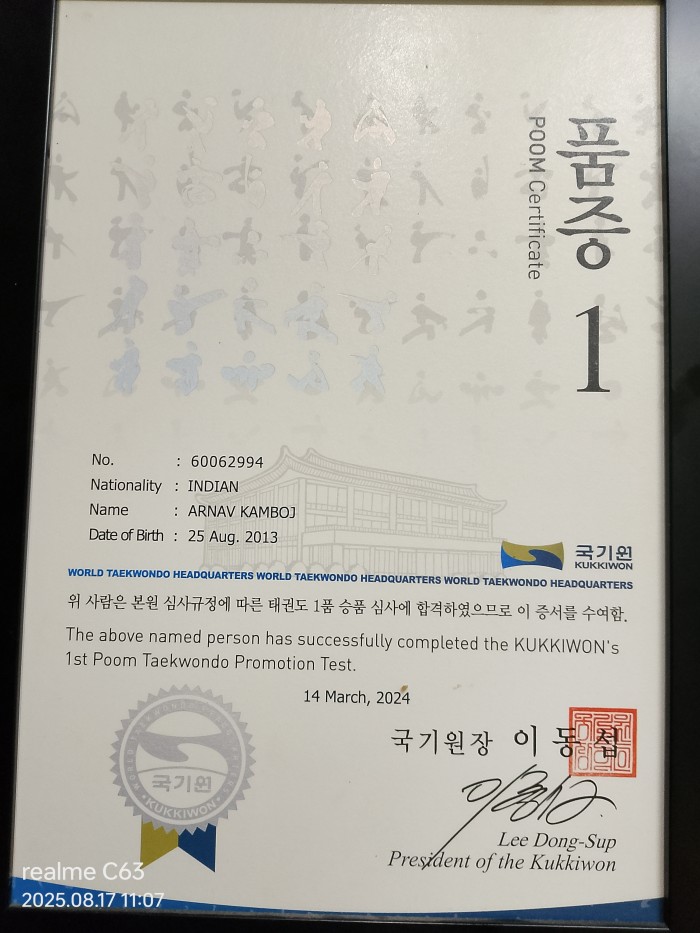 품증
POOM Certificate
1
No. : 60062994
Nationality : INDIAN
Name : ARNAV KAMBOJ
Date of Birth : 25 Aug. 2013
국기원
KUKKIWON
WORLD TAEKWONDO HEADQUARTERS WORLD TAEKWONDO HEADQUARTERS WORLD TAEKWONDO HEADQUARTERS
위 사람은 본원 심사규정에 따른 태권도 1품 승품 심사에 합격하였으므로 이 증서를 수여함.
The above named person has successfully completed the KUKKIWON's
1st Poom Taekwondo Promotion Test.
14 March, 2024
국기원장 이동섭
Lee Dong-Sup
President of the Kukkiwon
국기원
KUKKIWON
realme C63
2025.08.17 11:07